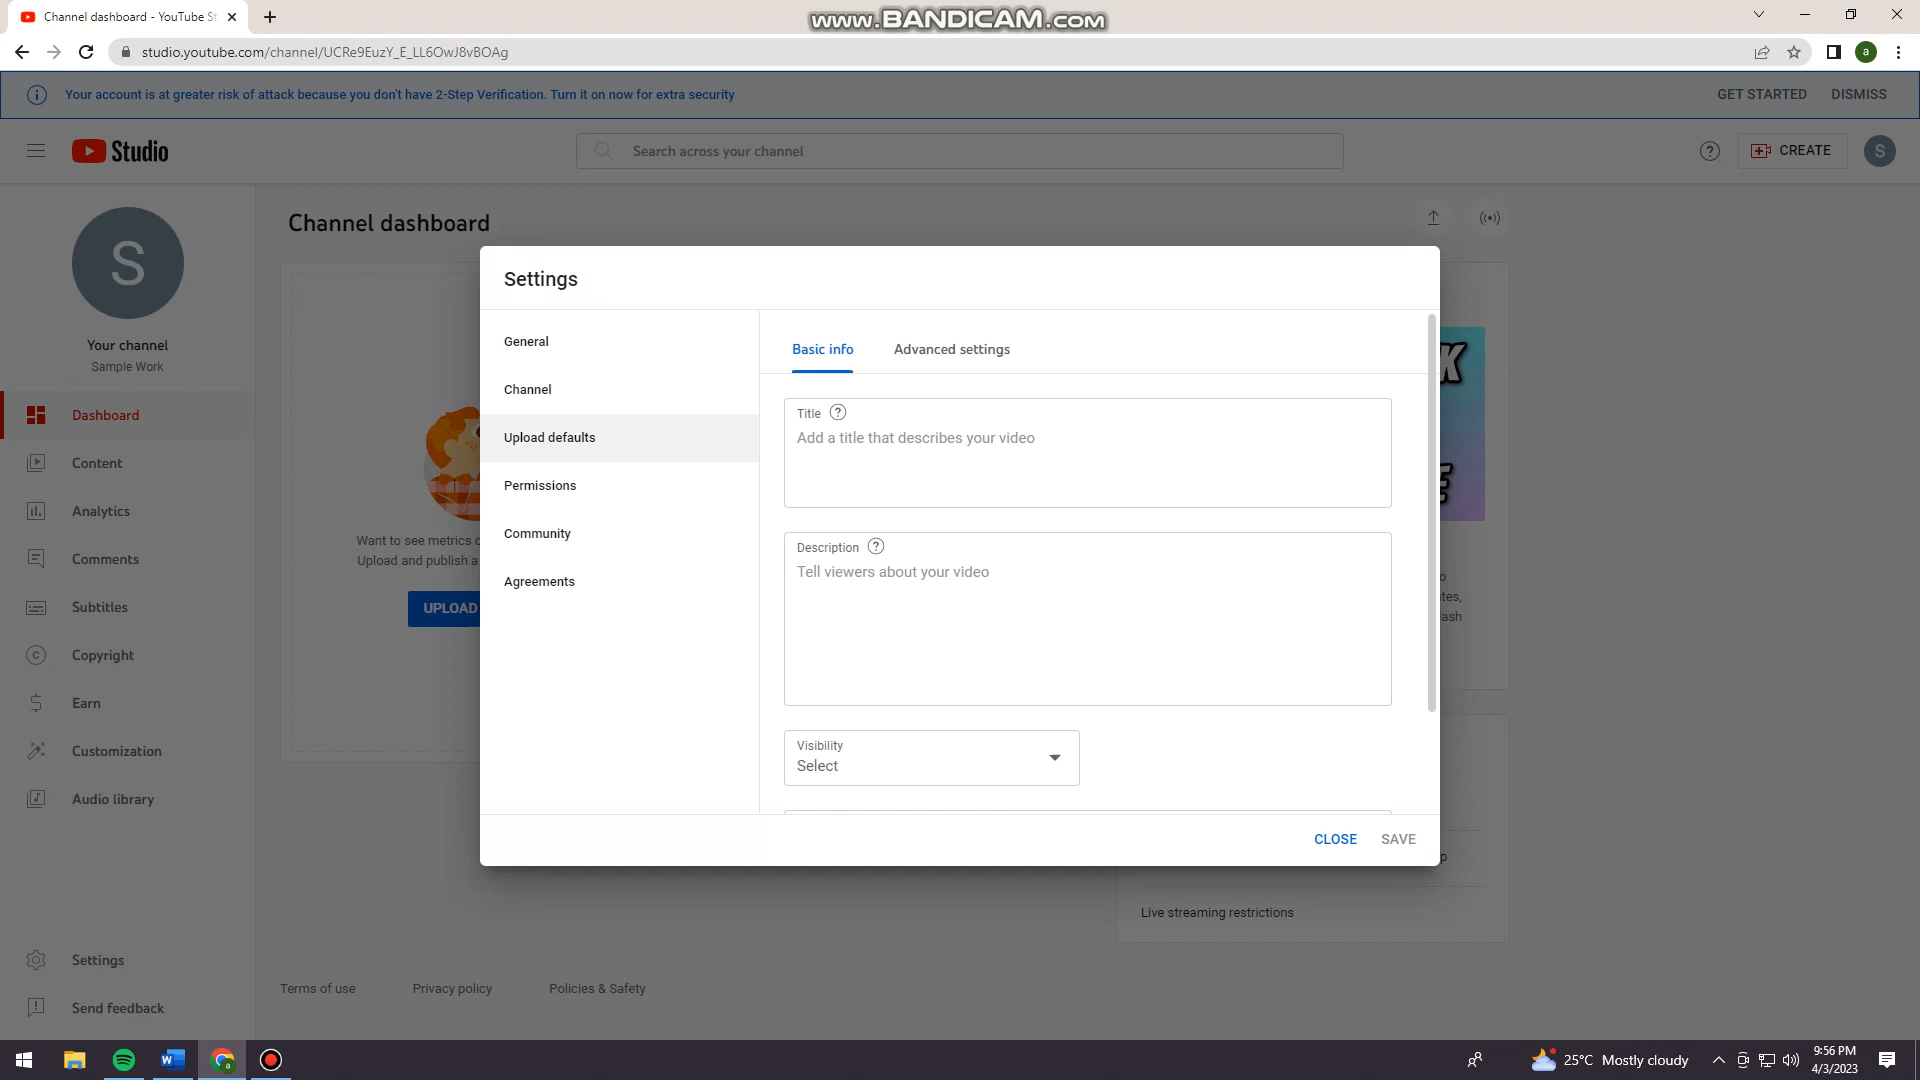 Channel dashboard - YouTube St
www.BANDICAM.com
studio.youtube.com/channel/UCRe9EuzY_E_LL6OwJ8vBOAg
a
Your account is at greater risk of attack because you don't have 2-Step Verification. Turn it on now for extra security
GET STARTED
DISMISS
Studio
Search across your channel
CREATE
S
S
Your channel
Sample Work
Dashboard
Content
Analytics
Comments
Subtitles
Copyright
Earn
Customization
Audio library
Settings
Send feedback
Channel dashboard
Want to see metrics
Upload and publish a
UPLOAD
Settings
General
Channel
Upload defaults
Permissions
Community
Agreements
Basic info
Advanced settings
Title
Add a title that describes your video
Description
Tell viewers about your video
Visibility
Select
CLOSE
SAVE
K
E
o
tes,
ash
p
Live streaming restrictions
Terms of use
Privacy policy
Policies & Safety
25°C Mostly cloudy
9:56 PM
4/3/2023